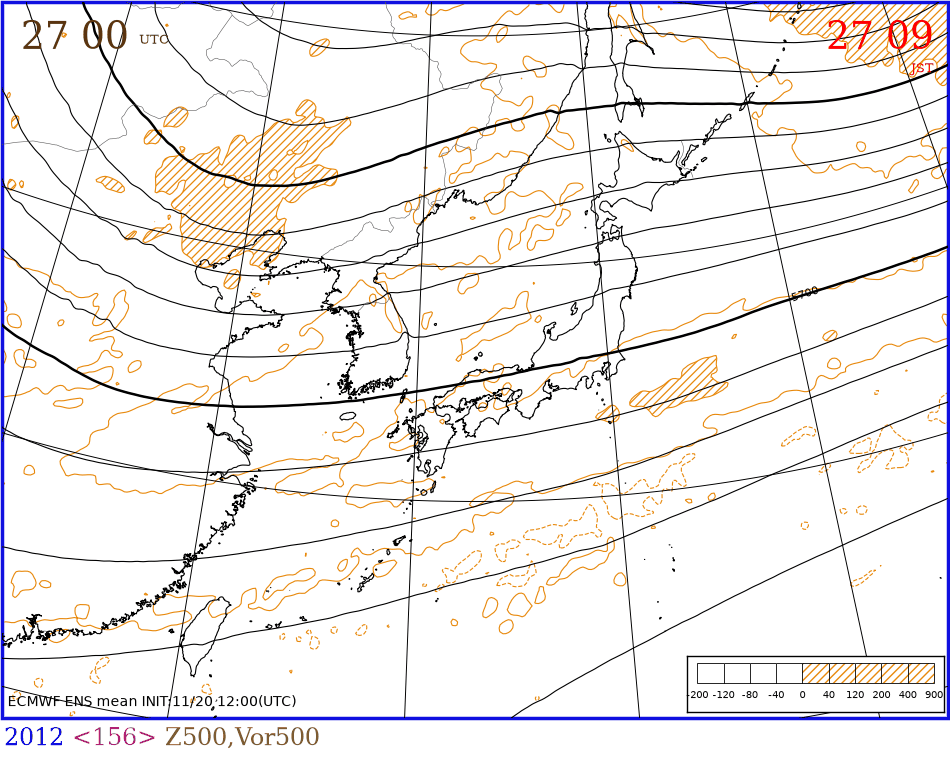 27 00 UTC
27 09
JST
5700
ECMWF ENS mean INIT:11/20 12:00(UTC)
-200 -120 -80 -40 0 40 120 200 400 900
2012 <156> Z500,Vor500